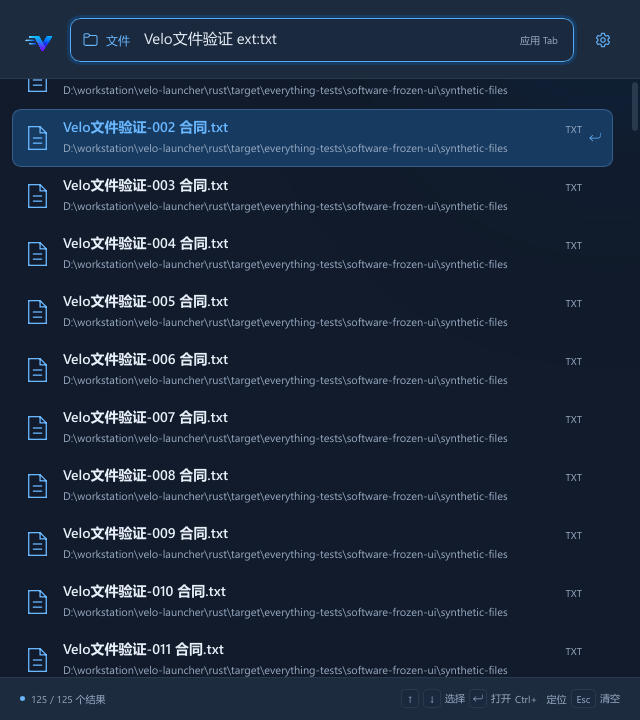 文件 Velo文件验证 ext:txt 应用 Tab
D:\workstation\velo-launcher\rust\target\everything-tests\software-frozen-ui\synthetic-files
Velo文件验证-002 合同.txt TXT
D:\workstation\velo-launcher\rust\target\everything-tests\software-frozen-ui\synthetic-files
Velo文件验证-003 合同.txt TXT
D:\workstation\velo-launcher\rust\target\everything-tests\software-frozen-ui\synthetic-files
Velo文件验证-004 合同.txt TXT
D:\workstation\velo-launcher\rust\target\everything-tests\software-frozen-ui\synthetic-files
Velo文件验证-005 合同.txt TXT
D:\workstation\velo-launcher\rust\target\everything-tests\software-frozen-ui\synthetic-files
Velo文件验证-006 合同.txt TXT
D:\workstation\velo-launcher\rust\target\everything-tests\software-frozen-ui\synthetic-files
Velo文件验证-007 合同.txt TXT
D:\workstation\velo-launcher\rust\target\everything-tests\software-frozen-ui\synthetic-files
Velo文件验证-008 合同.txt TXT
D:\workstation\velo-launcher\rust\target\everything-tests\software-frozen-ui\synthetic-files
Velo文件验证-009 合同.txt TXT
D:\workstation\velo-launcher\rust\target\everything-tests\software-frozen-ui\synthetic-files
Velo文件验证-010 合同.txt TXT
D:\workstation\velo-launcher\rust\target\everything-tests\software-frozen-ui\synthetic-files
Velo文件验证-011 合同.txt TXT
D:\workstation\velo-launcher\rust\target\everything-tests\software-frozen-ui\synthetic-files
125 / 125 个结果 ↑ ↓ 选择 ↵ 打开 Ctrl+ 定位 Esc 清空